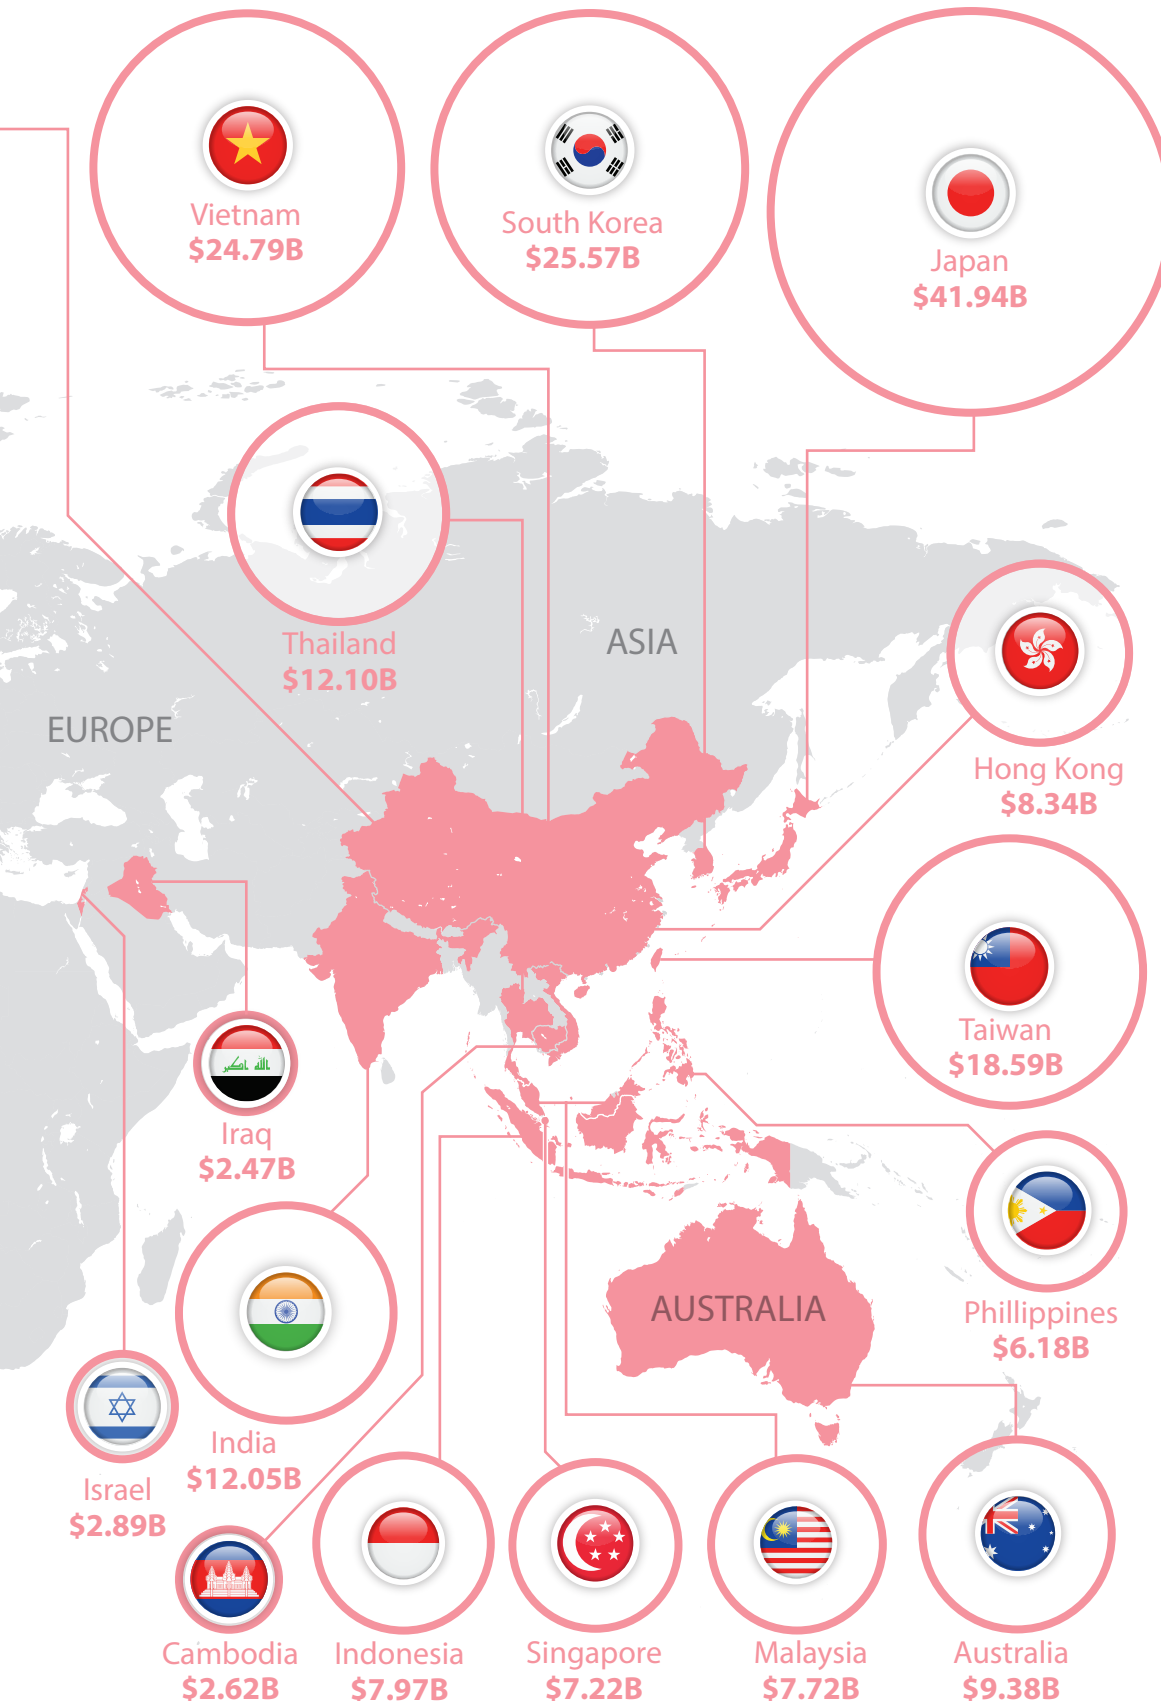 Vietnam
$24.79B
South Korea
$25.57B
Japan
$41.94B
Thailand
$12.10B
ASIA
EUROPE
Hong Kong
$8.34B
Taiwan
$18.59B
الله اكبر
Iraq
$2.47B
AUSTRALIA
Phillippines
$6.18B
India
$12.05B
Israel
$2.89B
Cambodia
$2.62B
Indonesia
$7.97B
Singapore
$7.22B
Malaysia
$7.72B
Australia
$9.38B